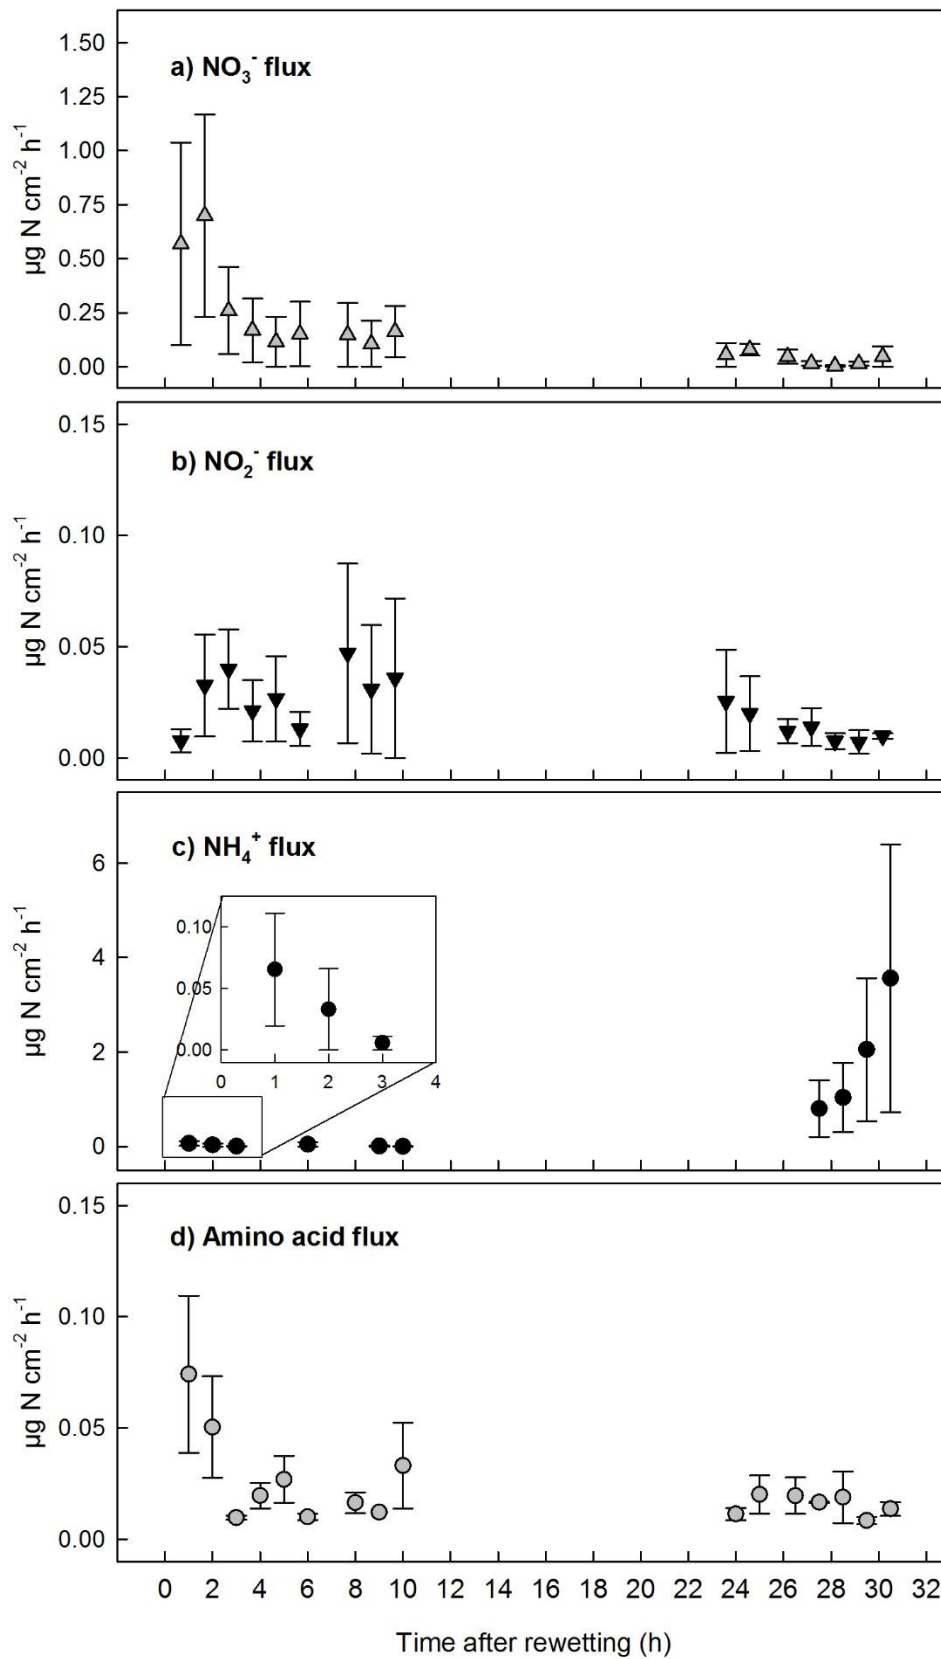 1.50
a) NO₃⁻ flux
1.25
1.00
0.75
0.50
0.25
0.00
µg N cm⁻² h⁻¹
0.15
b) NO₂⁻ flux
0.10
0.05
0.00
µg N cm⁻² h⁻¹
c) NH₄⁺ flux
6
4
2
0
µg N cm⁻² h⁻¹
0.10
0.05
0.00
0 1 2 3 4
0.15
d) Amino acid flux
0.10
0.05
0.00
µg N cm⁻² h⁻¹
0 2 4 6 8 10 12 14 16 18 20 22 24 26 28 30 32
Time after rewetting (h)